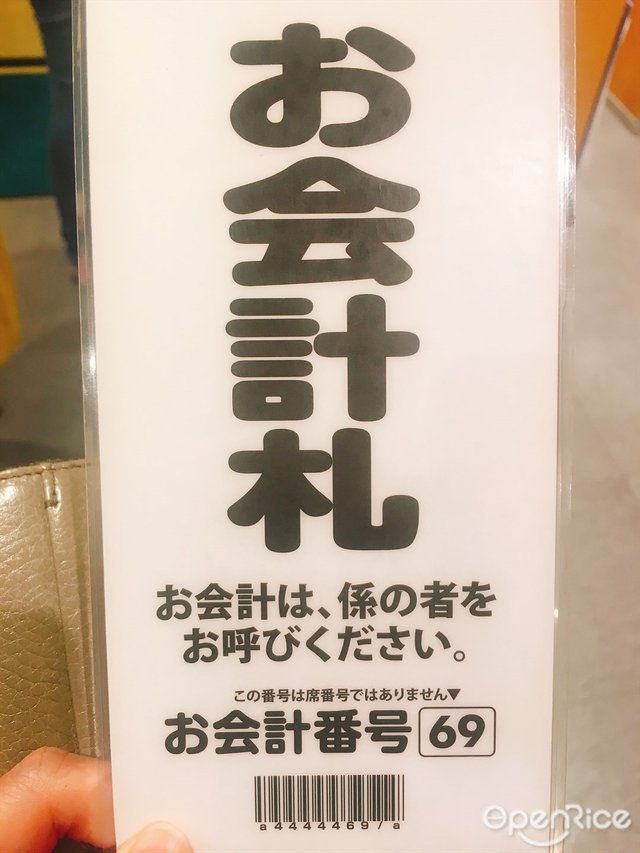 お会計札
お会計は、係の者を
お呼びください。
この番号は席番号ではありません▼
お会計番号 69
a4444469/a
OpenRice